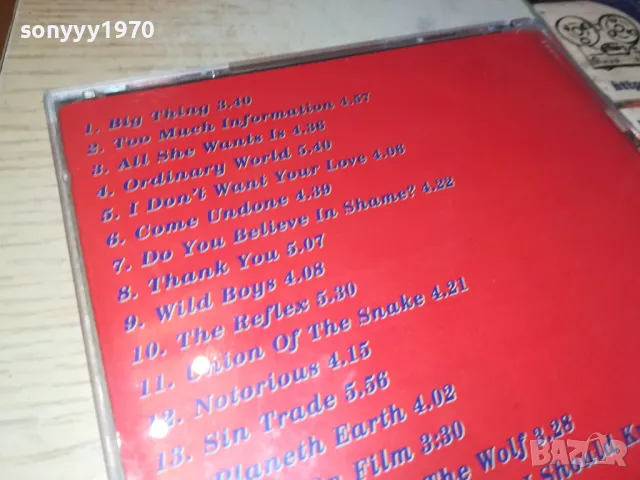 sonyyy1970
1. Big Thing 3.40
2. Too Much Information 4.57
3. All She Wants Is 4.36
4. Ordinary World 5.40
5. I Don't Want Your Love 4.06
6. Come Undone 4.39
7. Do You Believe In Shame? 4.22
8. Thank You 5.07
9. Wild Boys 4.08
10. The Reflex 5.30
11. Union Of The Snake 4.21
12. Notorious 4.15
13. Sin Trade 5.56
Planeth Earth 4.02
Film 3:30
The Wolf 3.28
I Should
bazar